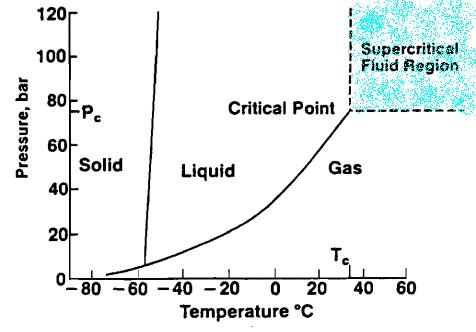 120
100
80
60
40
20
0
Pressure, bar
Pc
Solid
Liquid
Critical Point
Gas
Supercritical
Fluid Region
Tc
-80 -60 -40 -20 0 20 40 60
Temperature °C